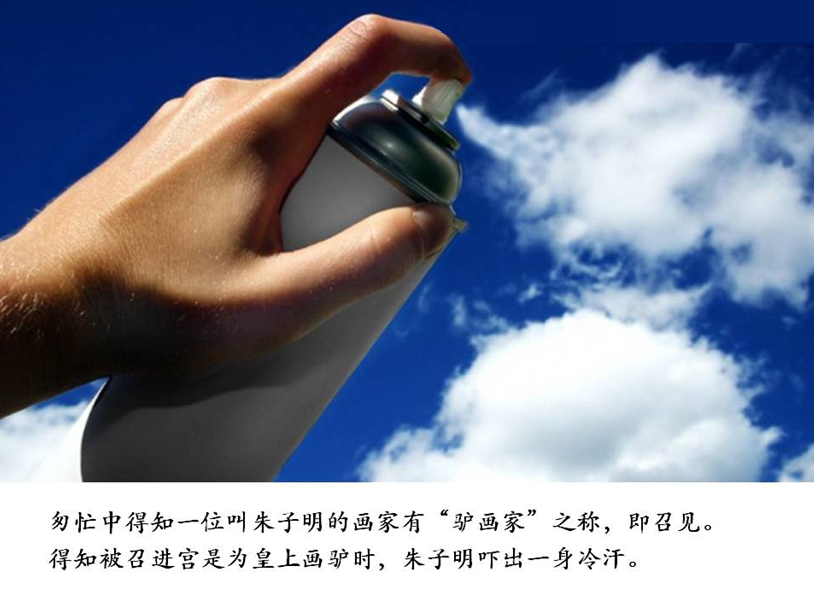 匆忙中得知一位叫朱子明的画家有“驴画家”之称，即召见。
得知被召进宫是为皇上画驴时，朱子明吓出一身冷汗。